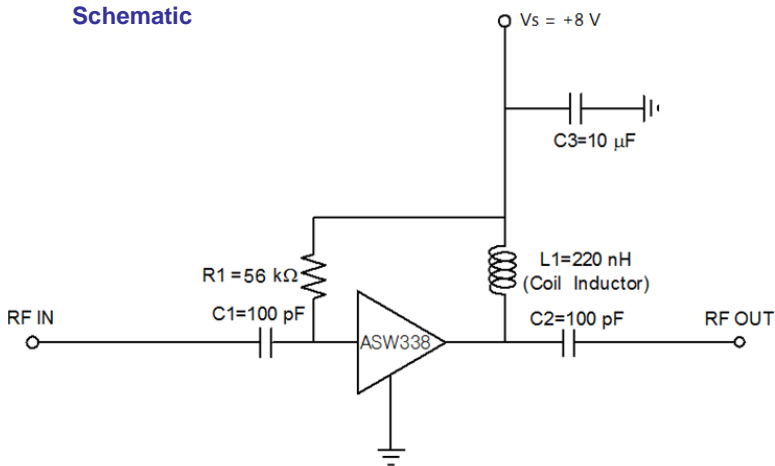 Schematic
Vs = +8 V
C3=10 µF
R1=56 kΩ
L1=220 nH
(Coil Inductor)
C1=100 pF
C2=100 pF
RF IN
RF OUT
ASW338